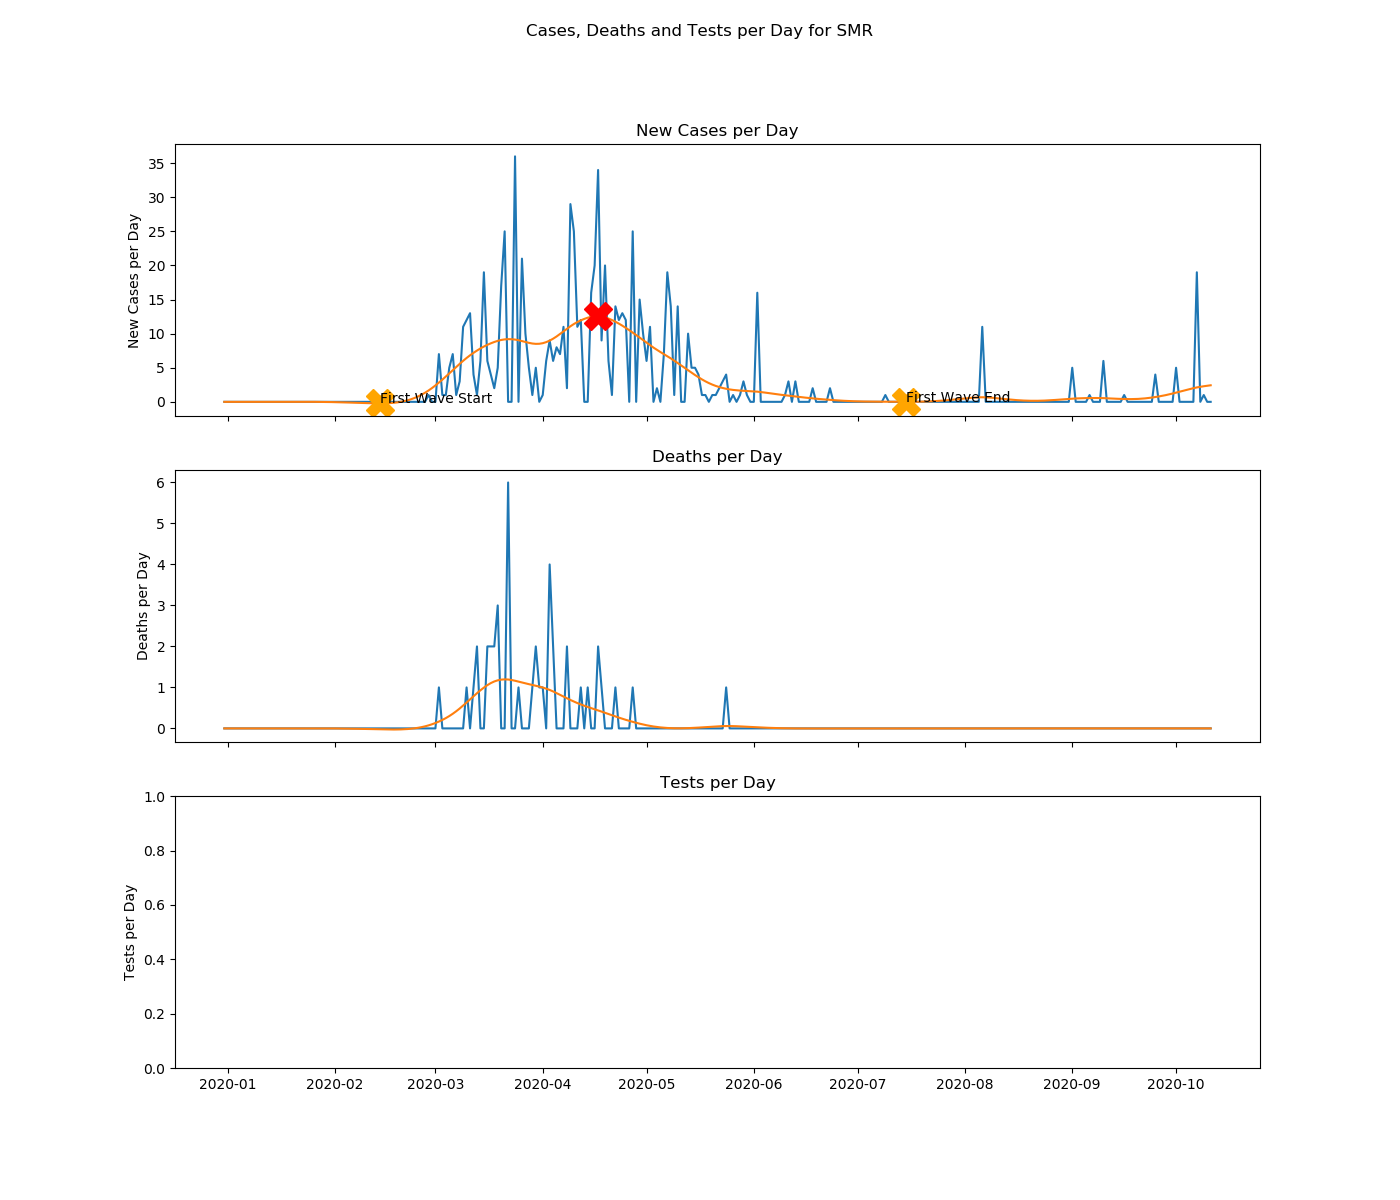 Cases, Deaths and Tests per Day for SMR
New Cases per Day
New Cases per Day
35
30
25
20
15
10
5
0
First Wave Start
First Wave End
Deaths per Day
Deaths per Day
6
5
4
3
2
1
0
Tests per Day
Tests per Day
1.0
0.8
0.6
0.4
0.2
0.0
2020-01 2020-02 2020-03 2020-04 2020-05 2020-06 2020-07 2020-08 2020-09 2020-10